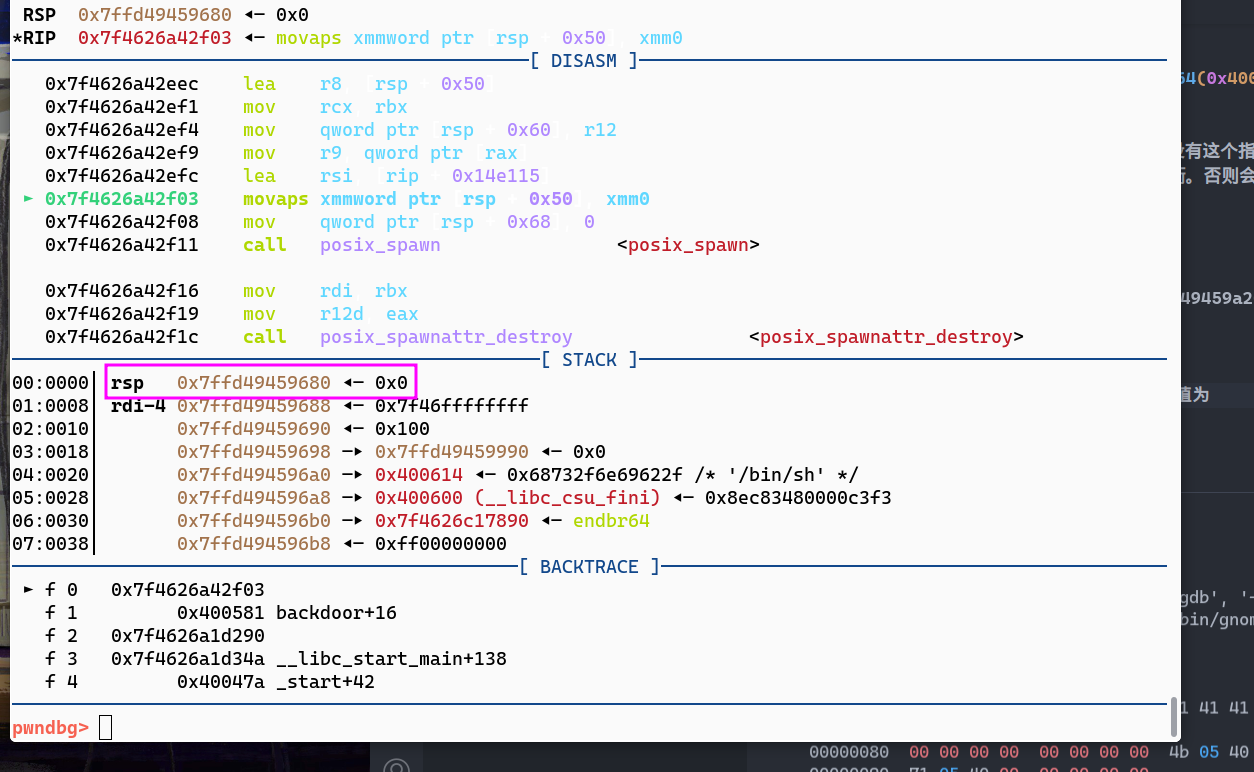 RSP 0x7ffd49459680 ◂— 0x0
*RIP 0x7f4626a42f03 ◂— movaps xmmword ptr [rsp + 0x50], xmm0
[ DISASM ]
0x7f4626a42eec lea r8 [rsp + 0x50]
0x7f4626a42ef1 mov rcx rbx
0x7f4626a42ef4 mov qword ptr [rsp + 0x60], r12
0x7f4626a42ef9 mov r9 qword ptr [rax]
0x7f4626a42efc lea rsi [rip + 0x14e115]
► 0x7f4626a42f03 movaps xmmword ptr [rsp + 0x50], xmm0
0x7f4626a42f08 mov qword ptr [rsp + 0x68], 0
0x7f4626a42f11 call posix_spawn <posix_spawn>
0x7f4626a42f16 mov rdi rbx
0x7f4626a42f19 mov r12d eax
0x7f4626a42f1c call posix_spawnattr_destroy <posix_spawnattr_destroy>
[ STACK ]
00:0000│ rsp 0x7ffd49459680 ◂— 0x0
01:0008│ rdi-4 0x7ffd49459688 ◂— 0x7f46ffffffff
02:0010│ 0x7ffd49459690 ◂— 0x100
03:0018│ 0x7ffd49459698 —▸ 0x7ffd49459990 ◂— 0x0
04:0020│ 0x7ffd494596a0 —▸ 0x400614 ◂— 0x68732f6e69622f /* '/bin/sh' */
05:0028│ 0x7ffd494596a8 —▸ 0x400600 (__libc_csu_fini) ◂— 0x8ec83480000c3f3
06:0030│ 0x7ffd494596b0 —▸ 0x7f4626c17890 ◂— endbr64
07:0038│ 0x7ffd494596b8 ◂— 0xff00000000
[ BACKTRACE ]
► f 0 0x7f4626a42f03
f 1 0x400581 backdoor+16
f 2 0x7f4626a1d290
f 3 0x7f4626a1d34a __libc_start_main+138
f 4 0x40047a _start+42
pwndbg>
64(0x400
有这个指
。否则会
49459a2
值为
gdb', '-
bin/gnom
1 41 41
00000080 00 00 00 00 00 00 00 00 4b 05 40